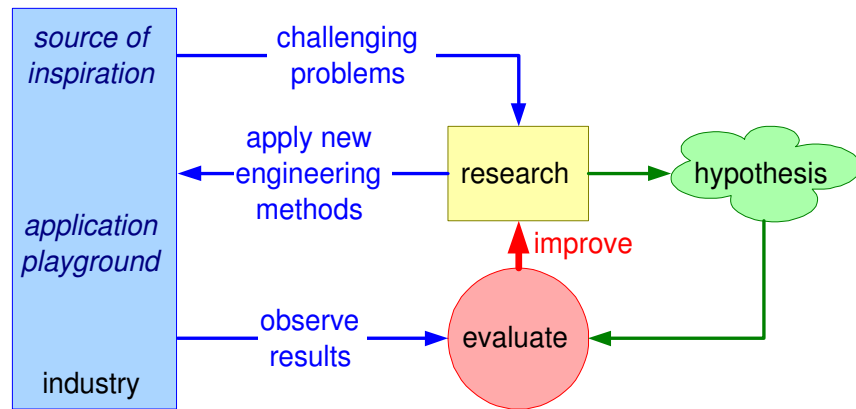 source of
inspiration
challenging
problems
apply new
engineering
methods
research
hypothesis
application
playground
improve
observe
results
evaluate
industry